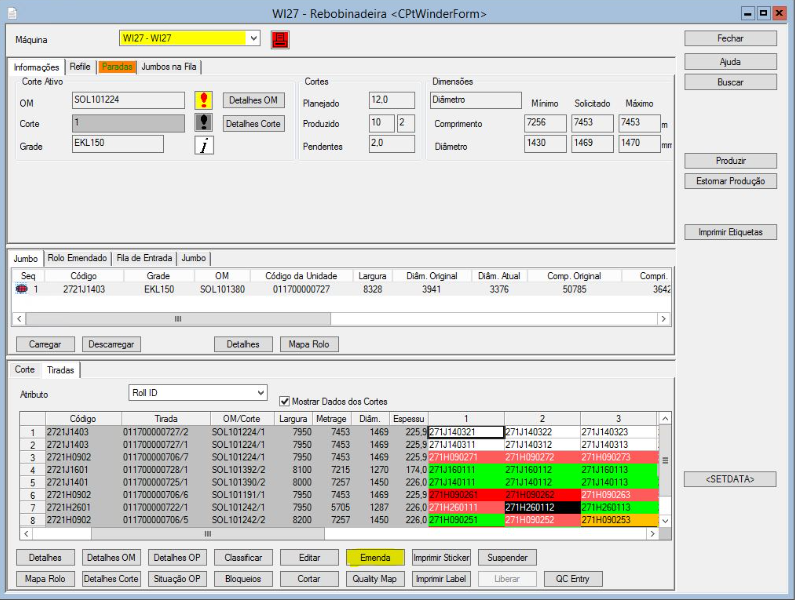 WI27 - Rebobinadeira <CPtWinderForm>
Máquina WI27 - WI27 Fechar
Informações Refile Paradas Jumbos na Fila Ajuda
Corte Ativo Cortes Dimensões Buscar
OM SOL101224 Detalhes OM Planejado 12,0 Diâmetro Mínimo Solicitado Máximo
Corte 1 Detalhes Corte Produzido 10 2 Comprimento 7256 7453 7453 m
Grade EKL150 Pendentes 2,0 Diâmetro 1430 1469 1470 mm
Produzir
Estornar Produção
Imprimir Etiquetas
Jumbo Rolo Emendado Fila de Entrada Jumbo
Seq Código Grade OM Código da Unidade Largura Diâm. Original Diâm. Atual Comp. Original Compri.
1 2721J1403 EKL150 SOL101380 011700000727 8328 3941 3376 50785 3642
Carregar Descarregar Detalhes Mapa Rolo
Corte Tiradas
Atributo Roll ID Mostrar Dados dos Cortes
Código Tirada OM/Corte Largura Metrage Diâm. Espessu 1 2 3
1 2721J1403 011700000727/2 SOL101224/1 7950 7453 1469 225,9 271J140321 271J140322 271J140323
2 2721J1403 011700000727/1 SOL101224/1 7950 7453 1469 225,9 271J140311 271J140312 271J140313
3 2721H0902 011700000706/7 SOL101224/1 7950 7453 1469 225,9 271H090271 271H090272 271H090273
4 2721J1601 011700000728/1 SOL101392/2 8100 7215 1270 174,0 271J160111 271J160112 271J160113
5 2721J1401 011700000725/1 SOL101390/2 8000 7257 1450 226,0 271J140111 271J140112 271J140113
6 2721H0902 011700000706/6 SOL101191/1 7950 7453 1469 225,9 271H090261 271H090262 271H090263
7 2721H2601 011700000722/1 SOL101242/1 7950 5705 1287 226,0 271H260111 271H260112 271H260113
8 2721H0902 011700000706/5 SOL101242/2 8200 7257 1450 226,0 271H090251 271H090252 271H090253
<SETDATA>
Detalhes Detalhes OM Detalhes OP Classificar Editar Emenda Imprimir Sticker Suspender
Mapa Rolo Detalhes Corte Situação OP Bloqueios Cortar Quality Map Imprimir Label Liberar QC Entry